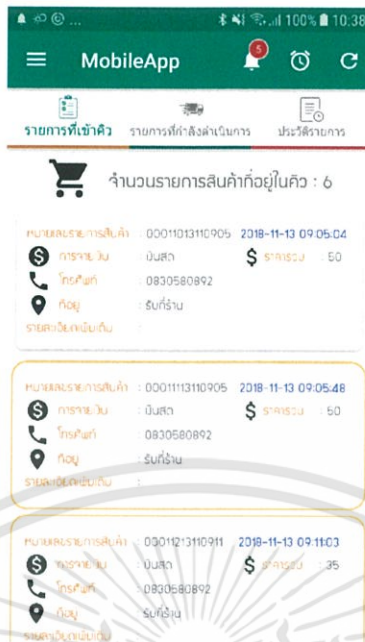 100% 10:38
MobileApp
5
รายการที่เข้าคิว รายการที่กำลังดำเนินการ ประวัติรายการ
จำนวนรายการสินค้าที่อยู่ในคิว : 6
หมายเลขรายการสินค้า : 00011013110905 2018-11-13 09:05:04
การจ่ายเงิน : เงินสด ราคารวม : 50
โทรศัพท์ : 0830580892
ที่อยู่ : รับที่ร้าน
รายละเอียดเพิ่มเติม :
หมายเลขรายการสินค้า : 00011113110905 2018-11-13 09:05:48
การจ่ายเงิน : เงินสด ราคารวม : 50
โทรศัพท์ : 0830580892
ที่อยู่ : รับที่ร้าน
รายละเอียดเพิ่มเติม :
หมายเลขรายการสินค้า : 00011213110911 2018-11-13 09:11:03
การจ่ายเงิน : เงินสด ราคารวม : 35
โทรศัพท์ : 0830580892
ที่อยู่ : รับที่ร้าน
รายละเอียดเพิ่มเติม